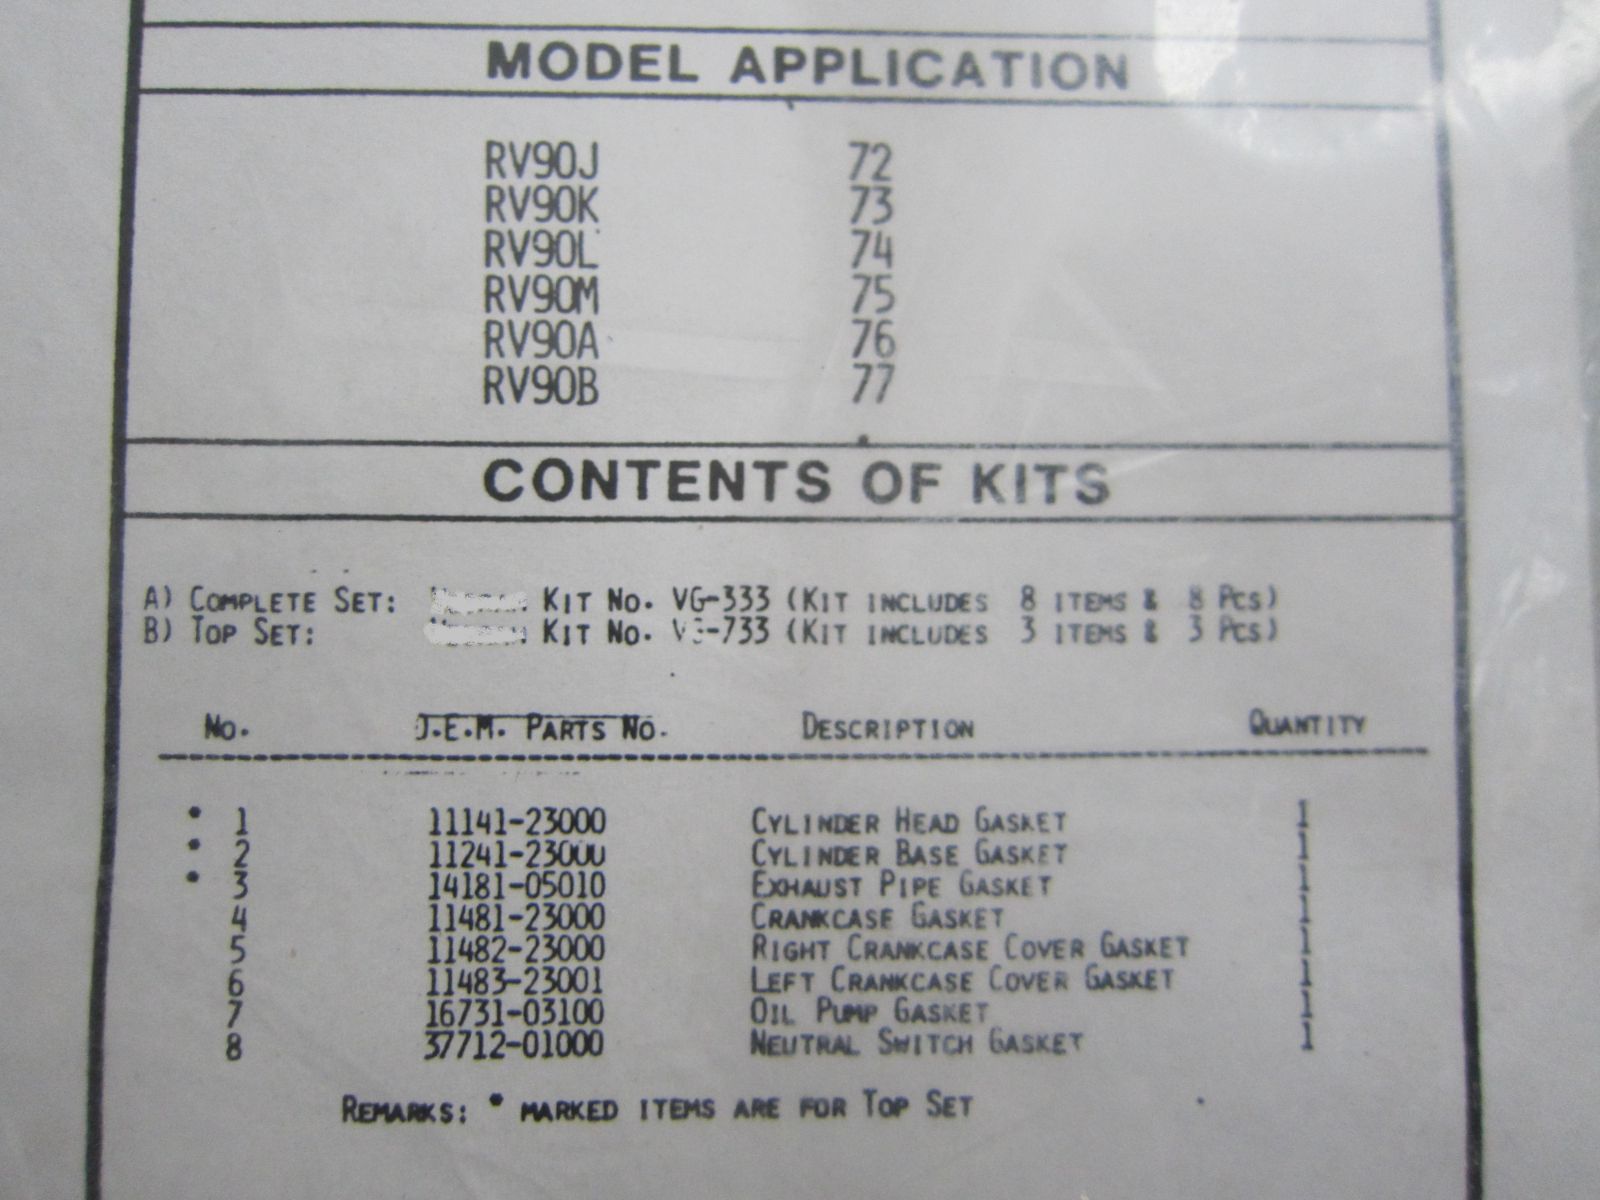 MODEL APPLICATION
RV90J 72
RV90K 73
RV90L 74
RV90M 75
RV90A 76
RV90B 77
CONTENTS OF KITS
A) COMPLETE SET: KIT NO. VG-333 (KIT INCLUDES 8 ITEMS & 8 PCS)
B) TOP SET: KIT NO. VG-733 (KIT INCLUDES 3 ITEMS & 3 PCS)
NO. O.E.M. PARTS NO. DESCRIPTION QUANTITY
* 1 11141-23000 CYLINDER HEAD GASKET 1
* 2 11241-23000 CYLINDER BASE GASKET 1
* 3 14181-05010 EXHAUST PIPE GASKET 1
4 11481-23000 CRANKCASE GASKET 1
5 11482-23000 RIGHT CRANKCASE COVER GASKET 1
6 11483-23001 LEFT CRANKCASE COVER GASKET 1
7 16731-03100 OIL PUMP GASKET 1
8 37712-01000 NEUTRAL SWITCH GASKET 1
REMARKS: * MARKED ITEMS ARE FOR TOP SET